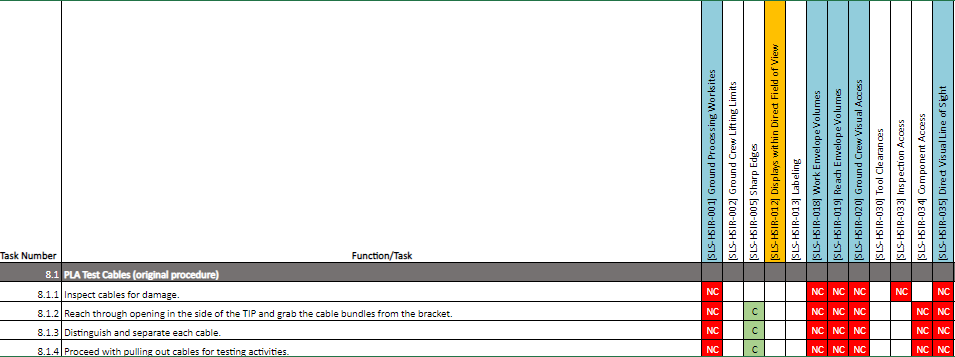 Task Number Function/Task [SLS-HSIR-001] Ground Processing Worksites [SLS-HSIR-002] Ground Crew Lifting Limits [SLS-HSIR-005] Sharp Edges [SLS-HSIR-012] Displays within Direct Field of View [SLS-HSIR-013] Labeling [SLS-HSIR-018] Work Envelope Volumes [SLS-HSIR-019] Reach Envelope Volumes [SLS-HSIR-020] Ground Crew Visual Access [SLS-HSIR-030] Tool Clearances [SLS-HSIR-033] Inspection Access [SLS-HSIR-034] Component Access [SLS-HSIR-035] Direct Visual Line of Sight
8.1 PLA Test Cables (original procedure)
8.1.1 Inspect cables for damage. NC NC NC NC NC NC
8.1.2 Reach through opening in the side of the TIP and grab the cable bundles from the bracket. NC C NC NC NC NC NC
8.1.3 Distinguish and separate each cable. NC C NC NC NC NC NC
8.1.4 Proceed with pulling out cables for testing activities. NC C NC NC NC NC NC